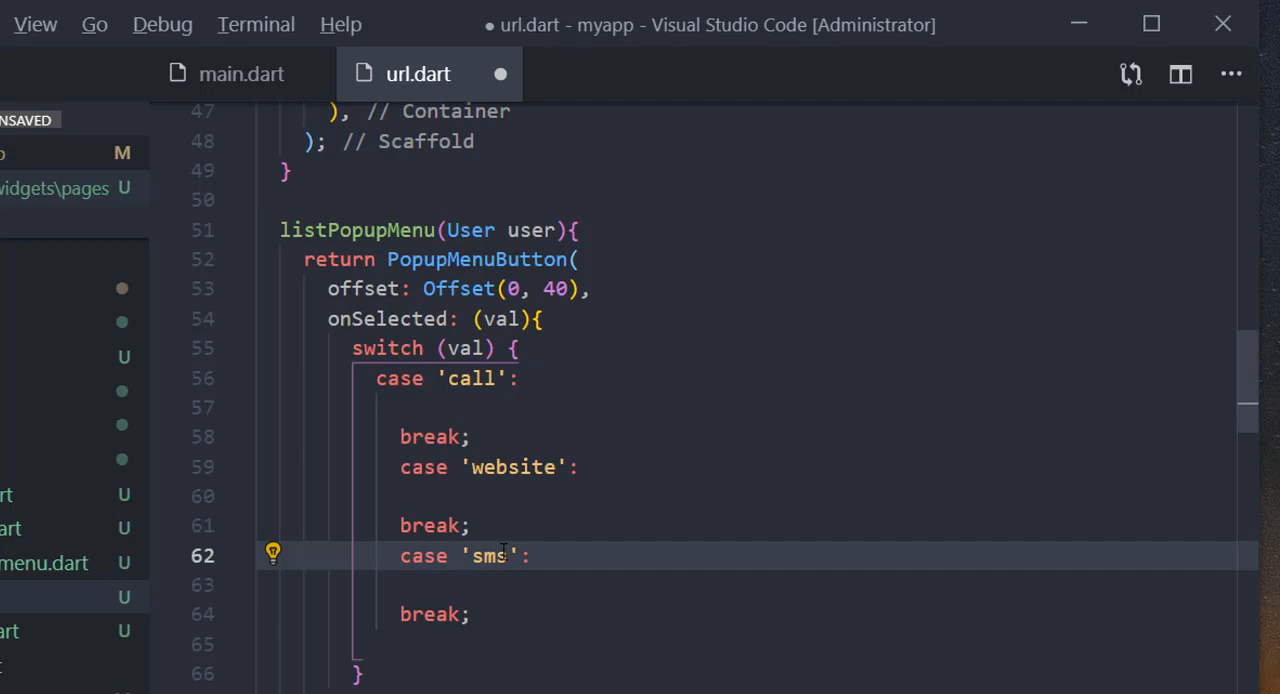 View Go Debug Terminal Help ● url.dart - myapp - Visual Studio Code [Administrator]
main.dart url.dart
NSAVED
M
widgets\pages U
U
rt U
art U
menu.dart U
U
art U
47 ), // Container
48 ); // Scaffold
49 }
50
51 listPopupMenu(User user){
52 return PopupMenuButton(
53 offset: Offset(0, 40),
54 onSelected: (val){
55 switch (val) {
56 case 'call':
57
58 break;
59 case 'website':
60
61 break;
62 case 'sms':
63
64 break;
65
66 }